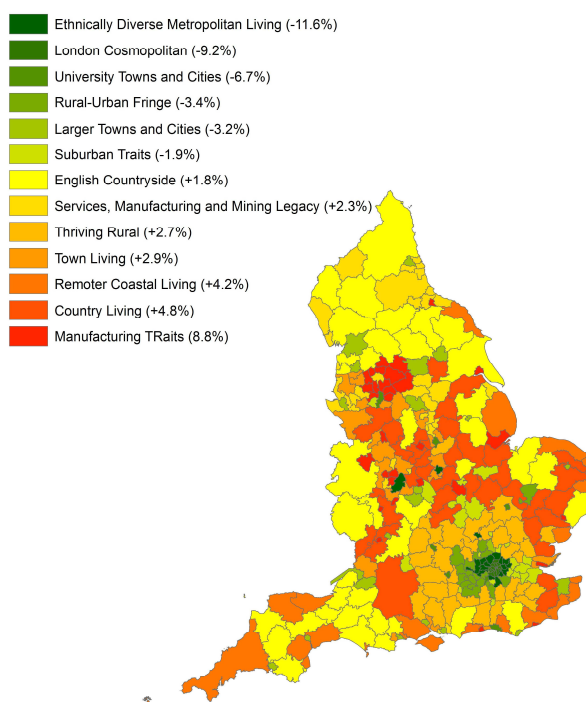 Ethnically Diverse Metropolitan Living (-11.6%)
London Cosmopolitan (-9.2%)
University Towns and Cities (-6.7%)
Rural-Urban Fringe (-3.4%)
Larger Towns and Cities (-3.2%)
Suburban Traits (-1.9%)
English Countryside (+1.8%)
Services, Manufacturing and Mining Legacy (+2.3%)
Thriving Rural (+2.7%)
Town Living (+2.9%)
Remoter Coastal Living (+4.2%)
Country Living (+4.8%)
Manufacturing TRaits (8.8%)